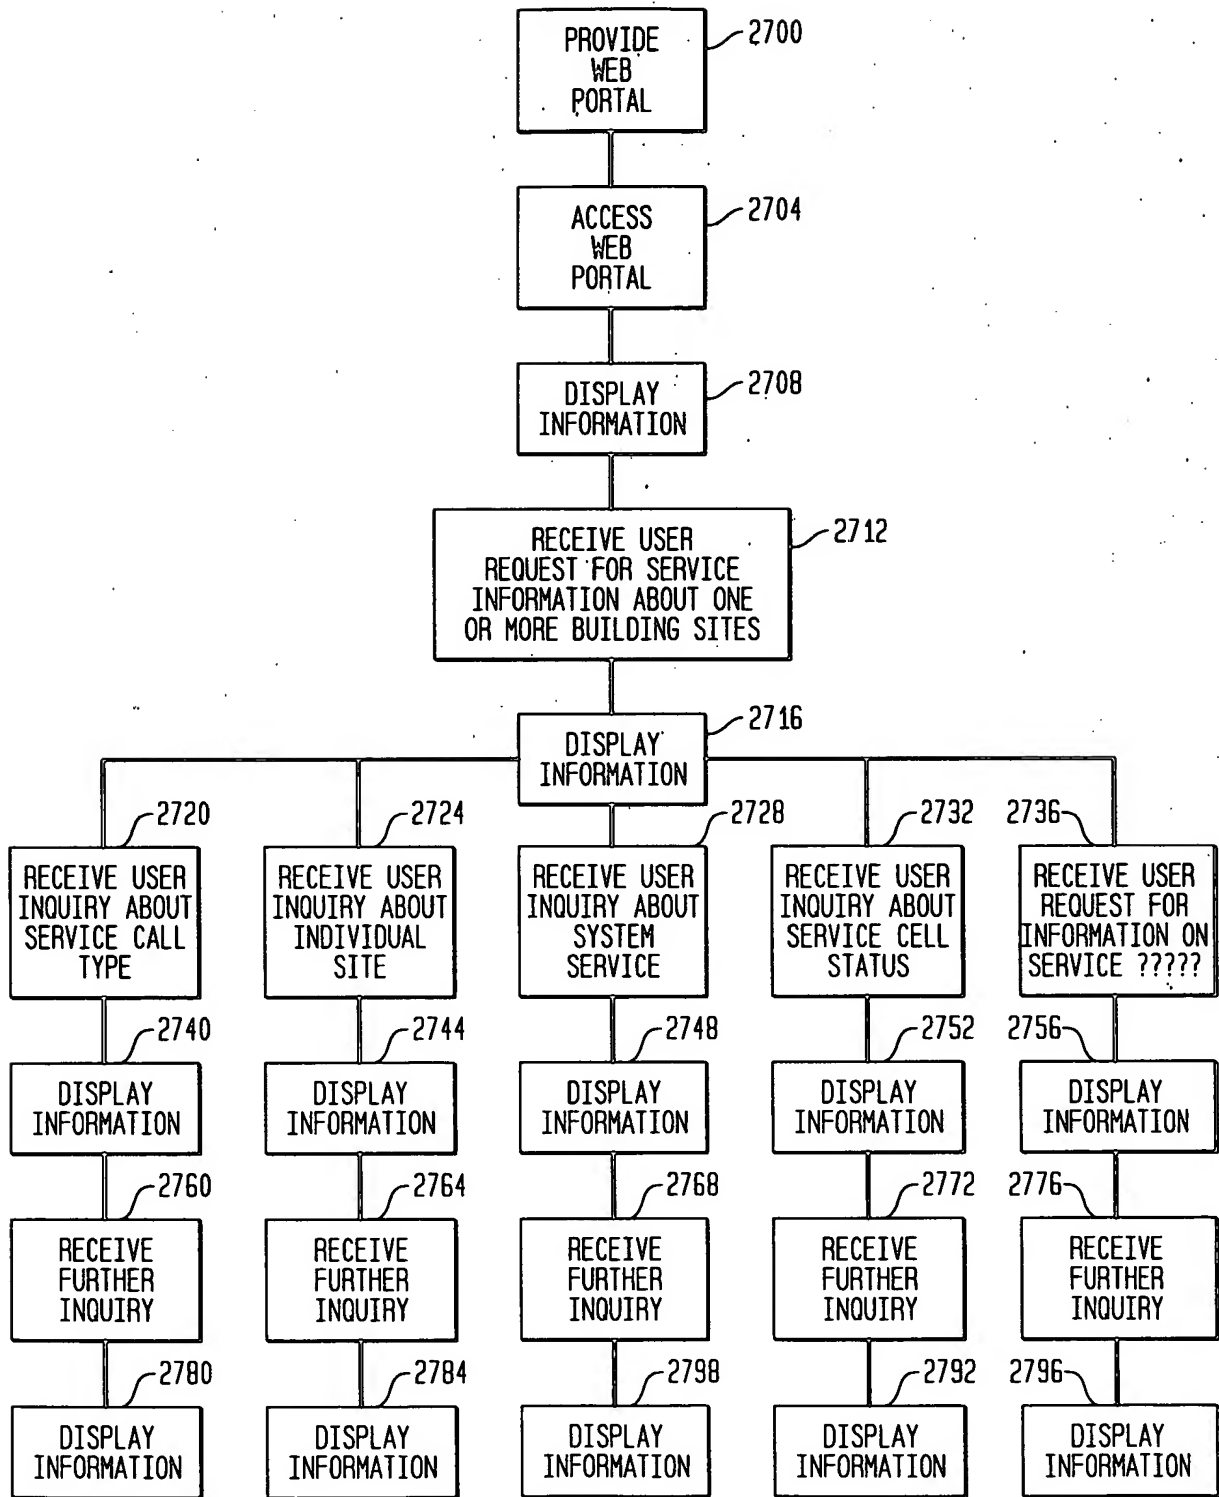 PROVIDE
WEB
PORTAL
2700
ACCESS
WEB
PORTAL
2704
DISPLAY
INFORMATION
2708
RECEIVE USER
REQUEST FOR SERVICE
INFORMATION ABOUT ONE
OR MORE BUILDING SITES
2712
DISPLAY
INFORMATION
2716
2720
RECEIVE USER
INQUIRY ABOUT
SERVICE CALL
TYPE
2724
RECEIVE USER
INQUIRY ABOUT
INDIVIDUAL
SITE
2728
RECEIVE USER
INQUIRY ABOUT
SYSTEM
SERVICE
2732
RECEIVE USER
INQUIRY ABOUT
SERVICE CELL
STATUS
2736
RECEIVE USER
REQUEST FOR
INFORMATION ON
SERVICE ?????
2740
DISPLAY
INFORMATION
2744
DISPLAY
INFORMATION
2748
DISPLAY
INFORMATION
2752
DISPLAY
INFORMATION
2756
DISPLAY
INFORMATION
2760
RECEIVE
FURTHER
INQUIRY
2764
RECEIVE
FURTHER
INQUIRY
2768
RECEIVE
FURTHER
INQUIRY
2772
RECEIVE
FURTHER
INQUIRY
2776
RECEIVE
FURTHER
INQUIRY
2780
DISPLAY
INFORMATION
2784
DISPLAY
INFORMATION
2798
DISPLAY
INFORMATION
2792
DISPLAY
INFORMATION
2796
DISPLAY
INFORMATION